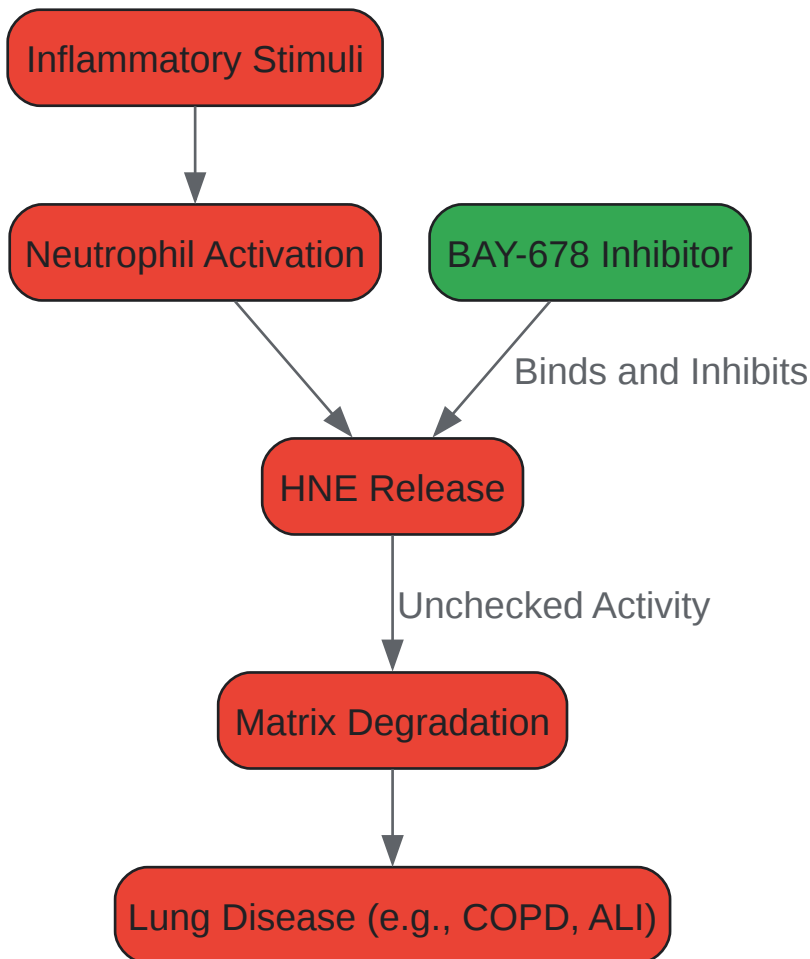 Inflammatory Stimuli
Neutrophil Activation
BAY-678 Inhibitor
Binds and Inhibits
HNE Release
Unchecked Activity
Matrix Degradation
Lung Disease (e.g., COPD, ALI)